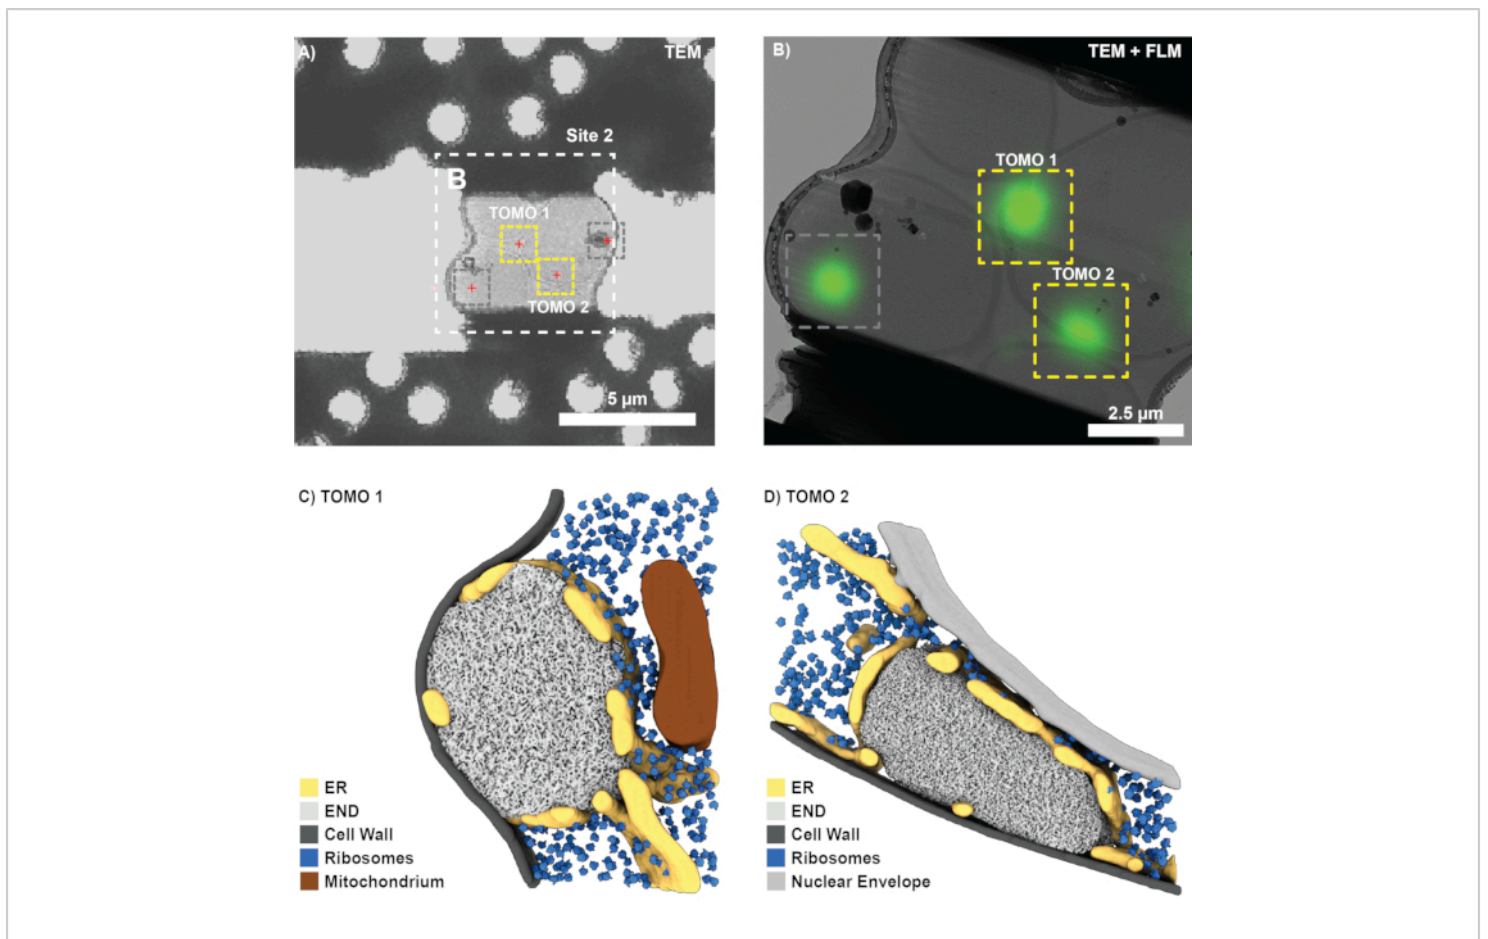 A)
TEM
Site 2
B
TOMO 1
TOMO 2
5 µm
B)
TEM + FLM
TOMO 1
TOMO 2
2.5 µm
C) TOMO 1
ER
END
Cell Wall
Ribosomes
Mitochondrium
D) TOMO 2
ER
END
Cell Wall
Ribosomes
Nuclear Envelope